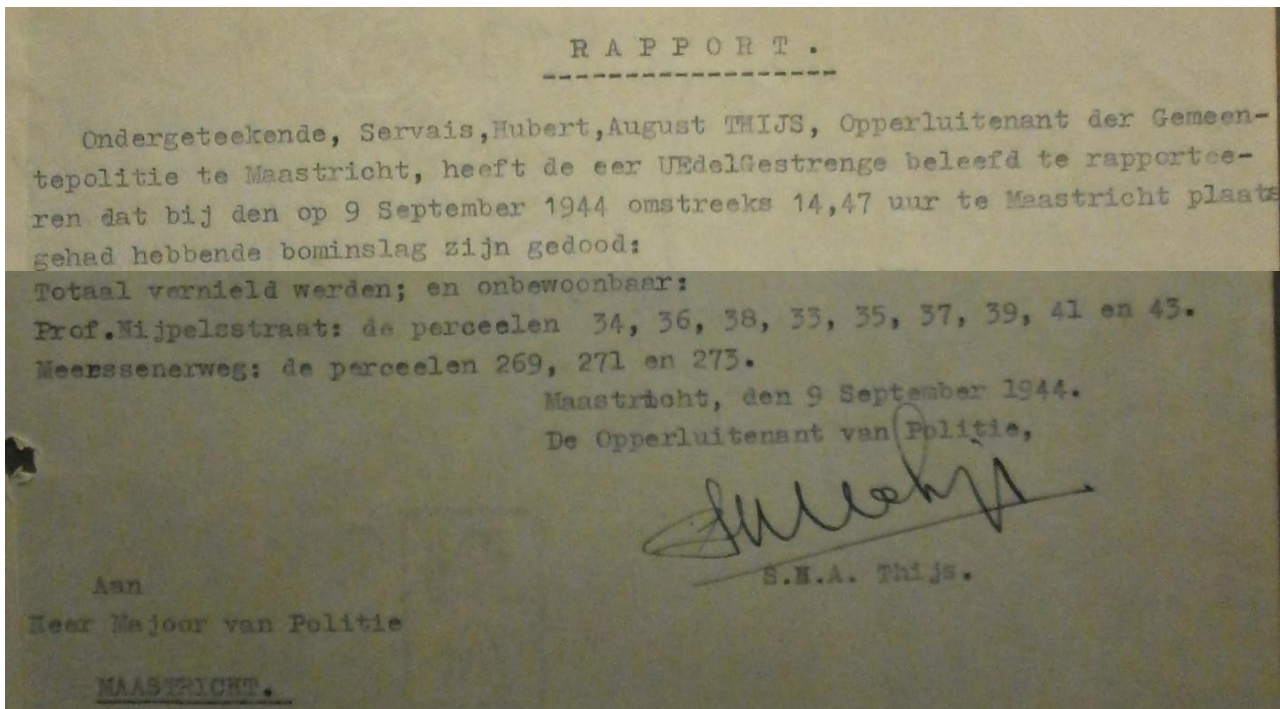 RAPPORT.
Ondergeteekende, Servais,Hubert,August THIJS, Opperluitenant der Gemeen-
tepolitie te Maastricht, heeft de eer UEdelGestrenge beleefd te rapportee-
ren dat bij den op 9 September 1944 omstreeks 14,47 uur te Maastricht plaats
gehad hebbende bominslag zijn gedood:
Totaal vernield werden; en onbewoonbaar:
Prof.Nijpelsstraat: de perceelen 34, 36, 38, 33, 35, 37, 39, 41 en 43.
Meerssenerweg: de perceelen 269, 271 en 273.
Maastricht, den 9 September 1944.
De Opperluitenant van Politie,
S.H.A. Thijs.
Aan
Heer Majoor van Politie
MAASTRICHT.